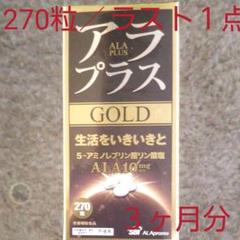 270粒／ラスト１点
アラ
ALA
PLUS
プラス
GOLD
生活をいきいきと
5-アミノレブリン酸リン酸塩
ALA10mg
270
粒
SBI ALApromo
３ヶ月分